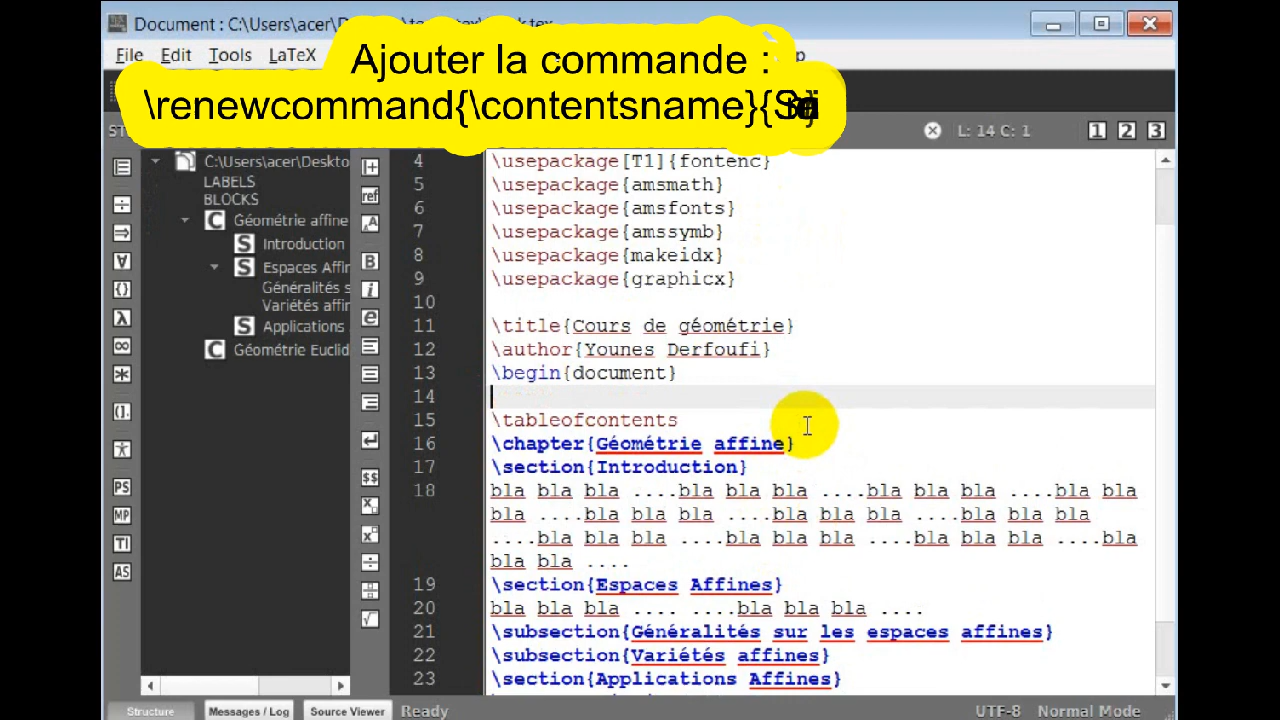 Document : C:\Users\acer\Desktop
File Edit Tools LaTeX
Ajouter la commande :
\renewcommand{\contentsname}{
L: 14 C: 1 1 2 3
C:\Users\acer\Deskto
LABELS
BLOCKS
C Géométrie affine
S Introduction
S Espaces Affir
Généralités s
Variétés affir
S Applications
C Géométrie Euclid
4 \usepackage[T1]{fontenc}
5 \usepackage{amsmath}
6 \usepackage{amsfonts}
7 \usepackage{amssymb}
8 \usepackage{makeidx}
9 \usepackage{graphicx}
10
11 \title{Cours de géométrie}
12 \author{Younes Derfoufi}
13 \begin{document}
14
15 \tableofcontents
16 \chapter{Géométrie affine}
17 \section{Introduction}
18 bla bla bla ....bla bla bla ....bla bla bla ....bla bla
bla ....bla bla bla ....bla bla bla ....bla bla bla
....bla bla bla ....bla bla bla ....bla bla bla ....bla
bla bla ....
19 \section{Espaces Affines}
20 bla bla bla .... ....bla bla bla ....
21 \subsection{Généralités sur les espaces affines}
22 \subsection{Variétés affines}
23 \section{Applications Affines}
Structure Messages / Log Source Viewer Ready UTF-8 Normal Mode